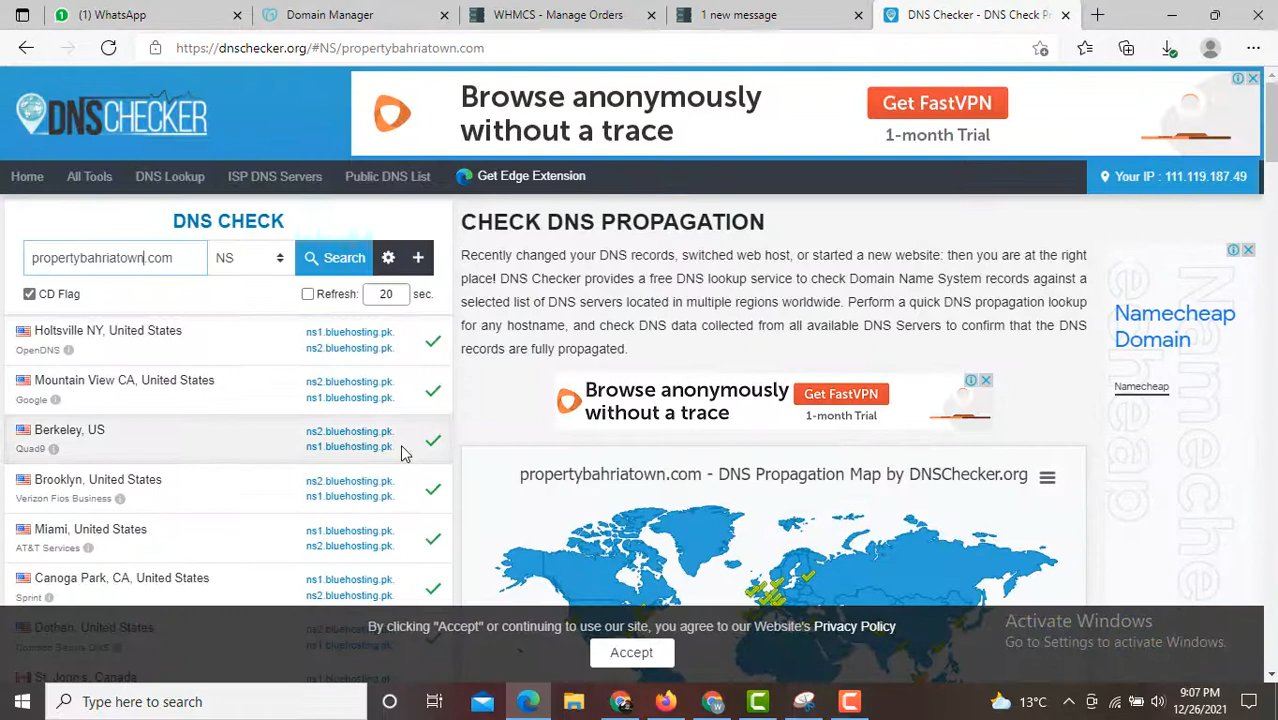 (1) WhatsApp
Domain Manager
WHMCS - Manage Orders
1 new message
DNS Checker - DNS Check Pr
https://dnschecker.org/#NS/propertybahriatown.com
DNSCHECKER
Browse anonymously
without a trace
Get FastVPN
1-month Trial
Home
All Tools
DNS Lookup
ISP DNS Servers
Public DNS List
Get Edge Extension
Your IP : 111.119.187.49
DNS CHECK
propertybahriatown.com
NS
Search
CD Flag
Refresh:
20
sec.
Holtsville NY, United States
OpenDNS
ns1.bluehosting.pk.
ns2.bluehosting.pk.
Mountain View CA, United States
Google
ns2.bluehosting.pk.
ns1.bluehosting.pk.
Berkeley, US
Quad9
ns2.bluehosting.pk.
ns1.bluehosting.pk.
Brooklyn, United States
Verizon Fios Business
ns2.bluehosting.pk.
ns1.bluehosting.pk.
Miami, United States
AT&T Services
ns1.bluehosting.pk.
ns2.bluehosting.pk.
Canoga Park, CA, United States
Sprint
ns1.bluehosting.pk.
ns2.bluehosting.pk.
Dothan, United States
ns2.bluehosting.pk.
ns1.bluehosting.pk.
St John's, Canada
CHECK DNS PROPAGATION
Recently changed your DNS records, switched web host, or started a new website: then you are at the right
place! DNS Checker provides a free DNS lookup service to check Domain Name System records against a
selected list of DNS servers located in multiple regions worldwide. Perform a quick DNS propagation lookup
for any hostname, and check DNS data collected from all available DNS Servers to confirm that the DNS
records are fully propagated.
Browse anonymously
without a trace
Get FastVPN
1-month Trial
propertybahriatown.com - DNS Propagation Map by DNSChecker.org
Namecheap
Domain
Namecheap
By clicking "Accept" or continuing to use our site, you agree to our Website's Privacy Policy
Accept
Activate Windows
Go to Settings to activate Windows.
Type here to search
13°C
9:07 PM
12/26/2021